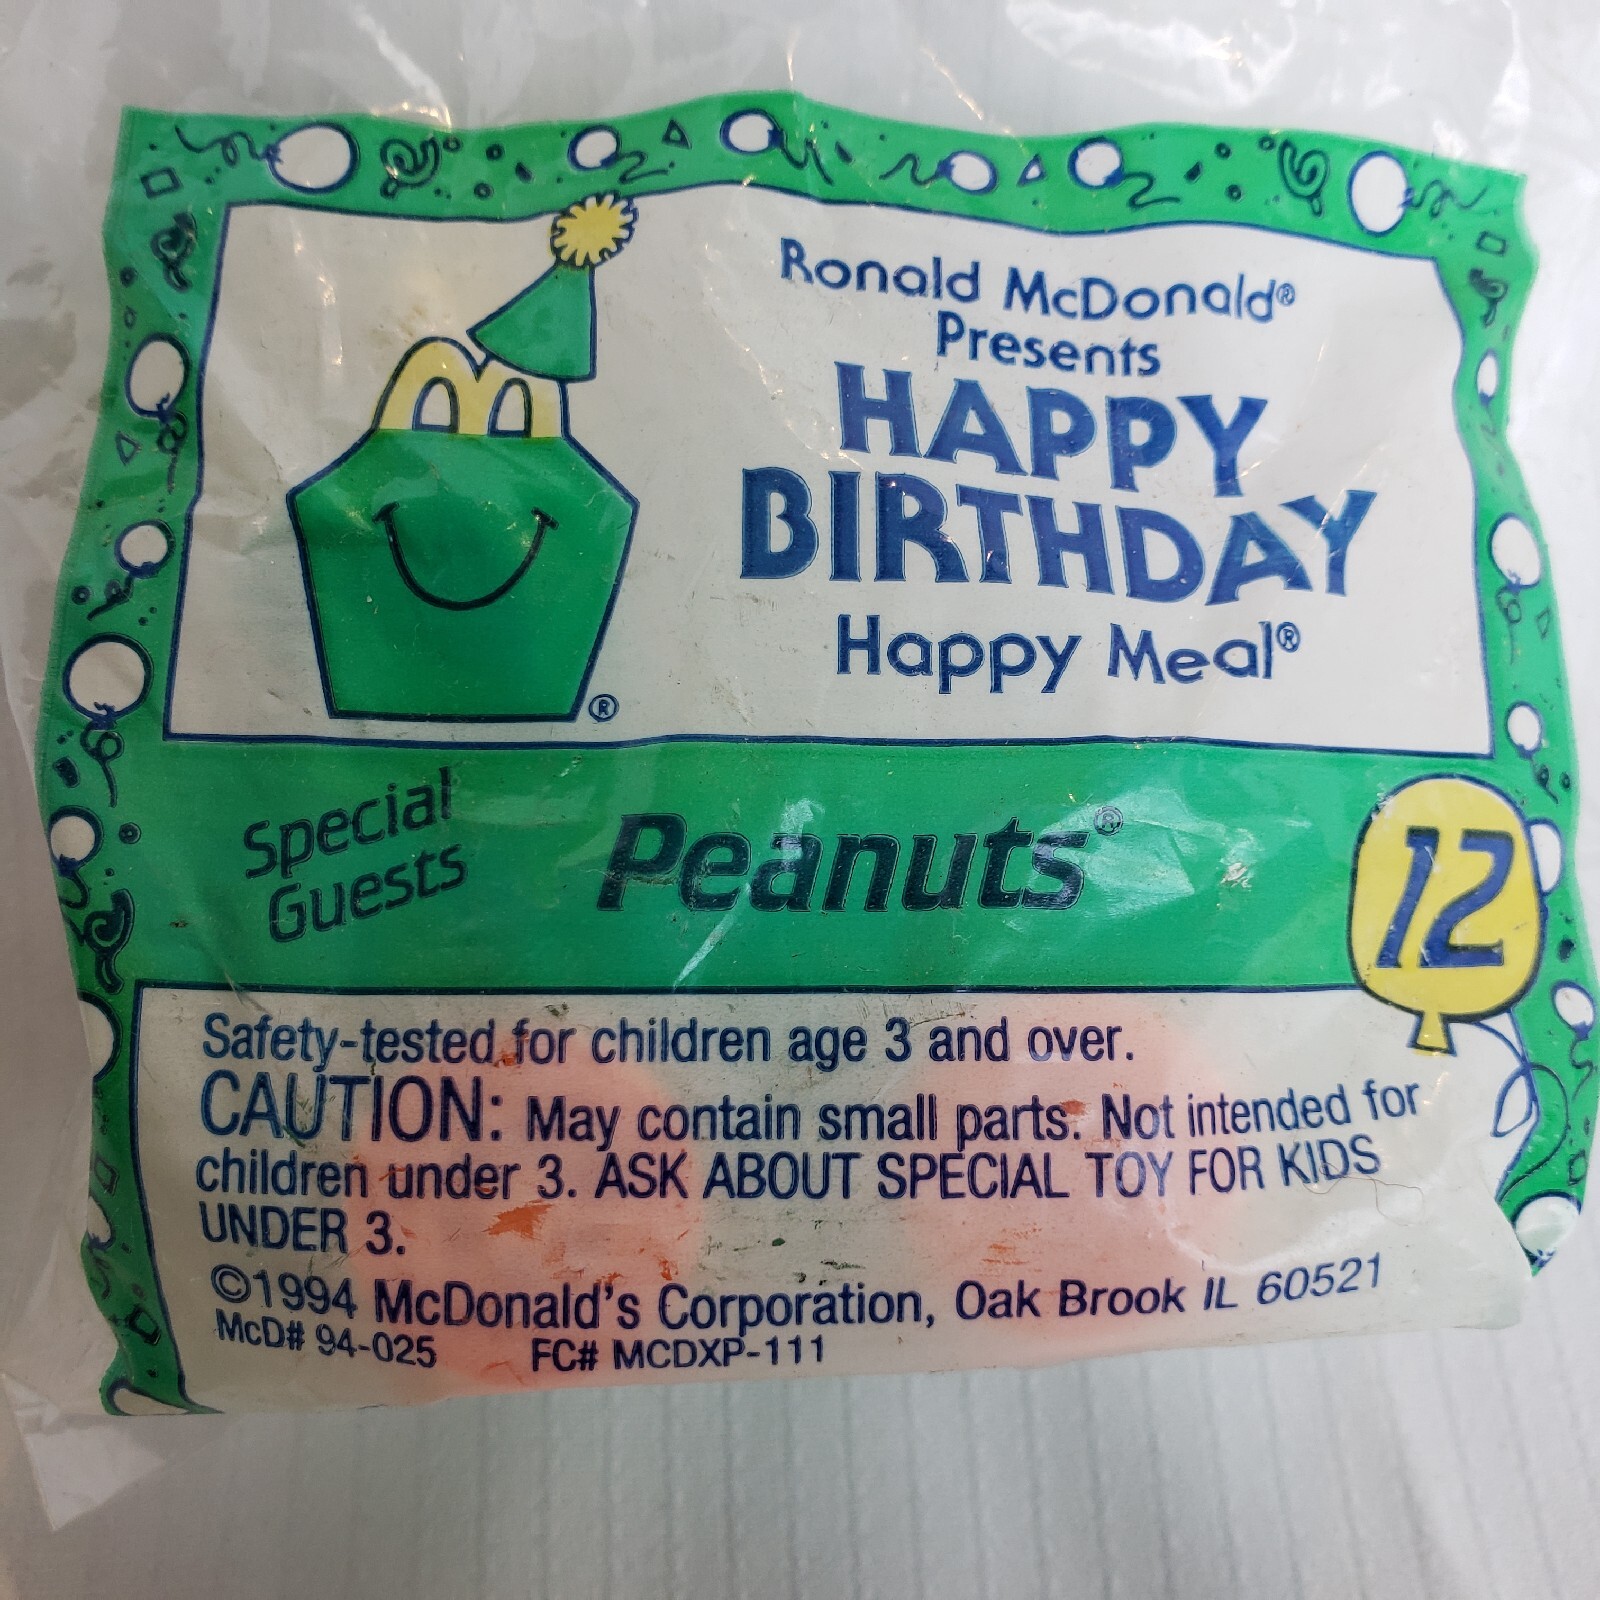 Ronald McDonald®
Presents
HAPPY
BIRTHDAY
Happy Meal®
®
Special
Guests
Peanuts®
12
Safety-tested for children age 3 and over.
CAUTION: May contain small parts. Not intended for
children under 3. ASK ABOUT SPECIAL TOY FOR KIDS
UNDER 3.
©1994 McDonald's Corporation, Oak Brook IL 60521
McD# 94-025 FC# MCDXP-111